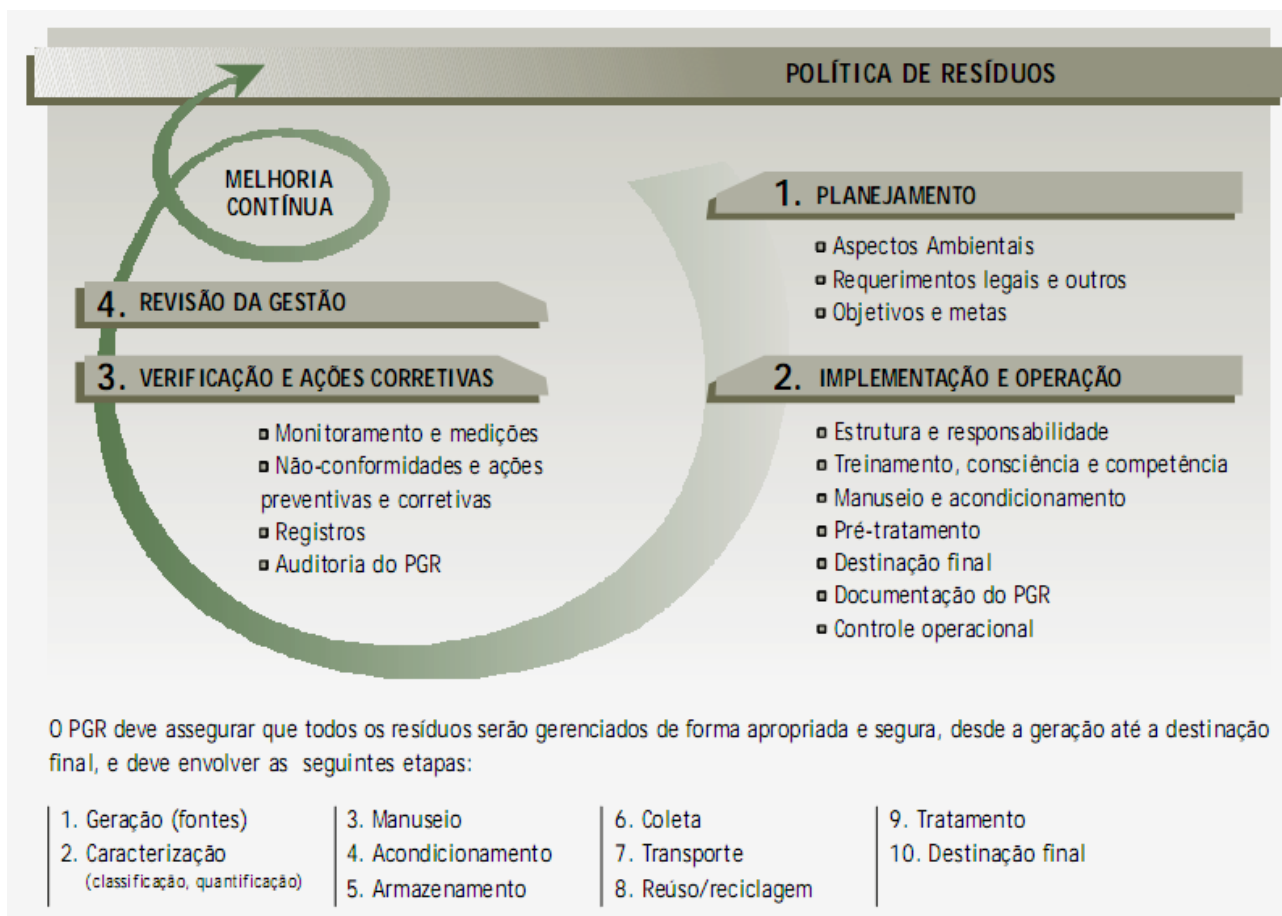 POLÍTICA DE RESÍDUOS
MELHORIA
CONTÍNUA
1. PLANEJAMENTO
Aspectos Ambientais
Requerimentos legais e outros
Objetivos e metas
2. IMPLEMENTAÇÃO E OPERAÇÃO
Estrutura e responsabilidade
Treinamento, consciência e competência
Manuseio e acondicionamento
Pré-tratamento
Destinação final
Documentação do PGR
Controle operacional
3. VERIFICAÇÃO E AÇÕES CORRETIVAS
Monitoramento e medições
Não-conformidades e ações
preventivas e corretivas
Registros
Auditoria do PGR
4. REVISÃO DA GESTÃO
O PGR deve assegurar que todos os resíduos serão gerenciados de forma apropriada e segura, desde a geração até a destinação
final, e deve envolver as seguintes etapas:
1. Geração (fontes)
2. Caracterização
(classificação, quantificação)
3. Manuseio
4. Acondicionamento
5. Armazenamento
6. Coleta
7. Transporte
8. Reúso/reciclagem
9. Tratamento
10. Destinação final